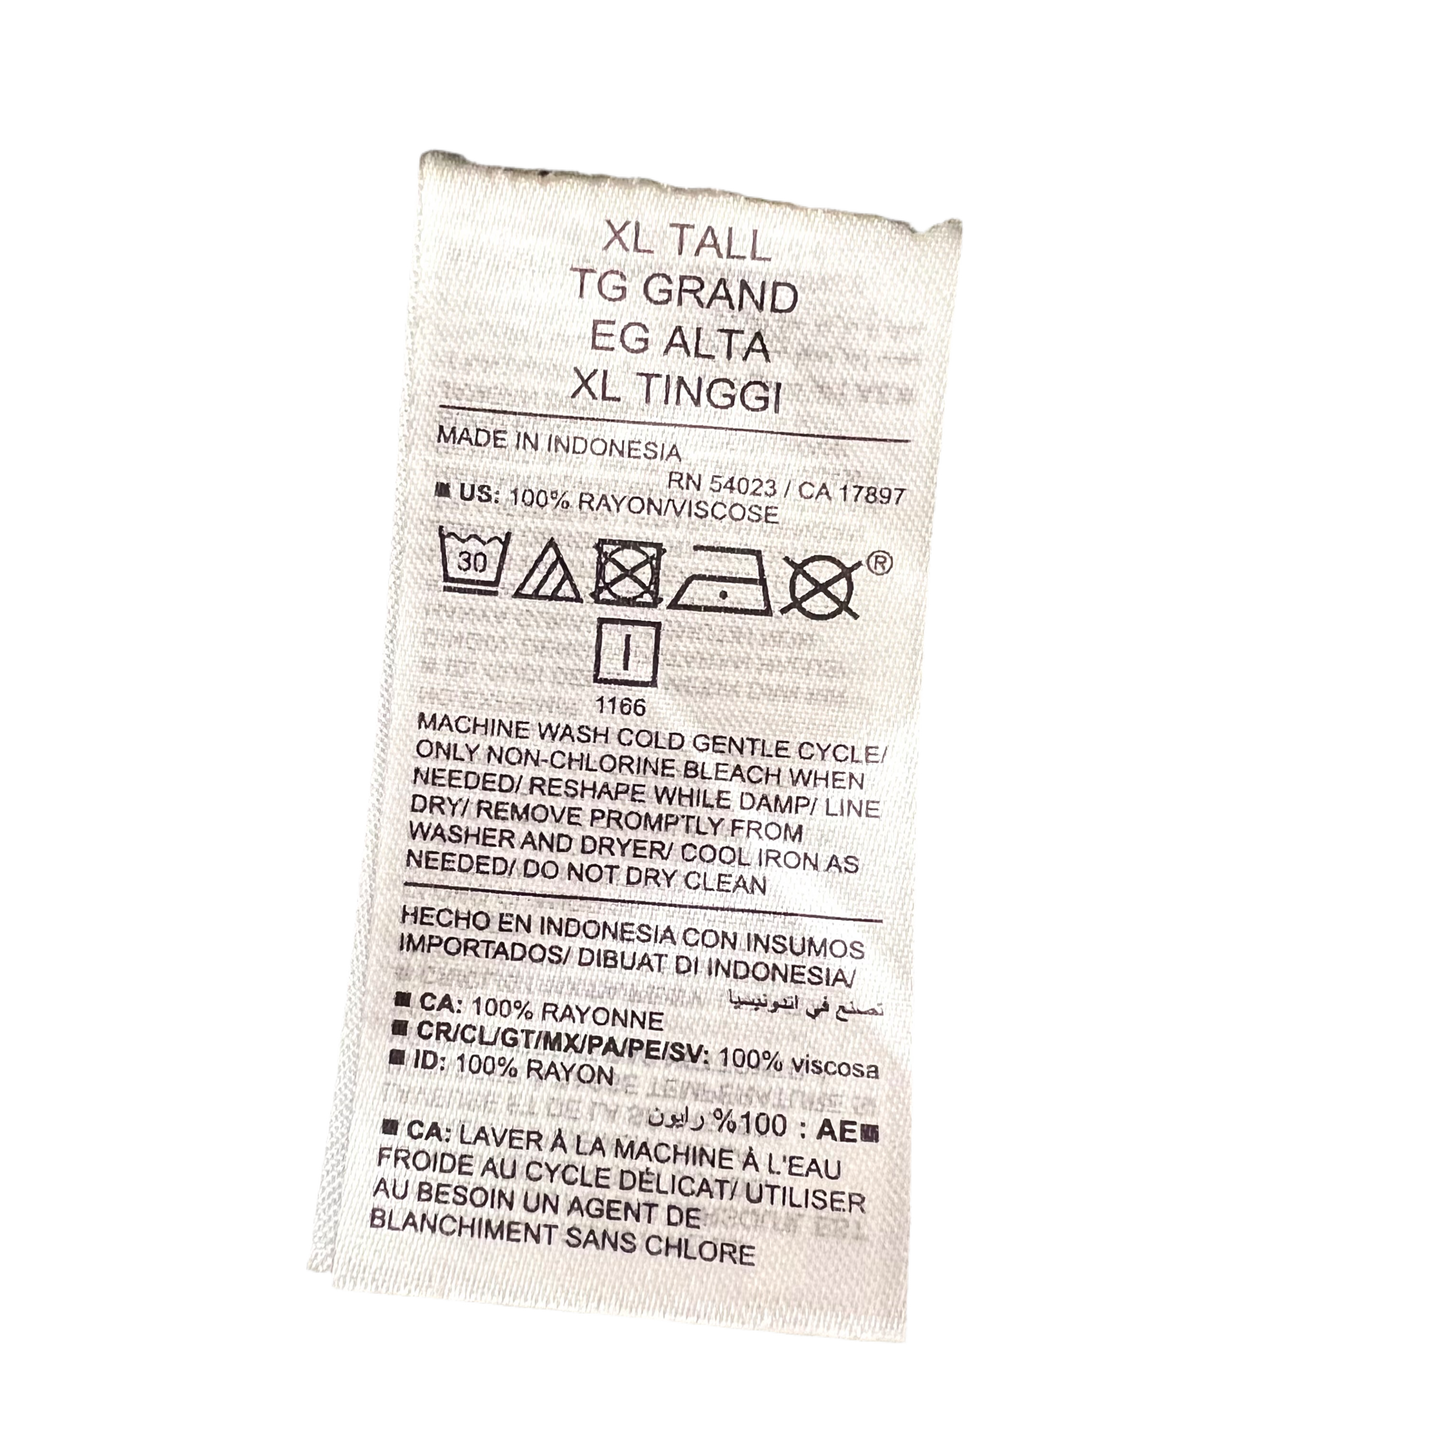 XL TALL
TG GRAND
EG ALTA
XL TINGGI
MADE IN INDONESIA
RN 54023 / CA 17897
■ US: 100% RAYON/VISCOSE
30
®
1166
MACHINE WASH COLD GENTLE CYCLE/
ONLY NON-CHLORINE BLEACH WHEN
NEEDED/ RESHAPE WHILE DAMP/ LINE
DRY/ REMOVE PROMPTLY FROM
WASHER AND DRYER/ COOL IRON AS
NEEDED/ DO NOT DRY CLEAN
HECHO EN INDONESIA CON INSUMOS
IMPORTADOS/ DIBUAT DI INDONESIA/
تصنع في اندونيسيا
■ CA: 100% RAYONNE
■ CR/CL/GT/MX/PA/PE/SV: 100% viscosa
■ ID: 100% RAYON
■AE : 100% رايون
■ CA: LAVER À LA MACHINE À L'EAU
FROIDE AU CYCLE DÉLICAT/ UTILISER
AU BESOIN UN AGENT DE
BLANCHIMENT SANS CHLORE